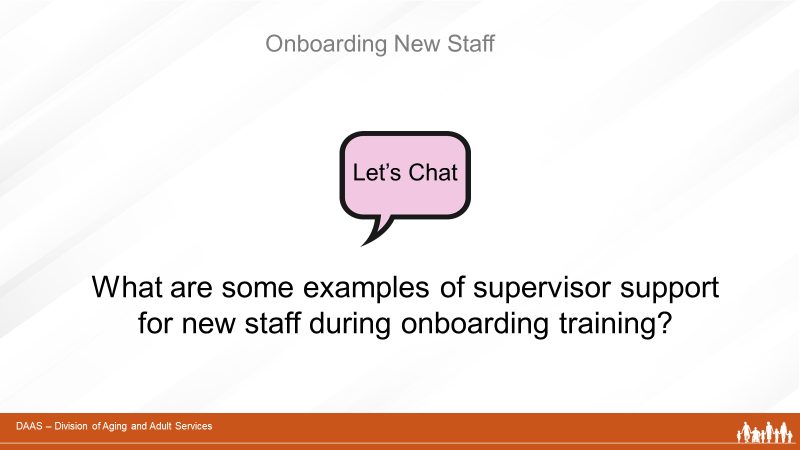 Onboarding New Staff
Let’s Chat
What are some examples of supervisor support
for new staff during onboarding training?
DAAS – Division of Aging and Adult Services